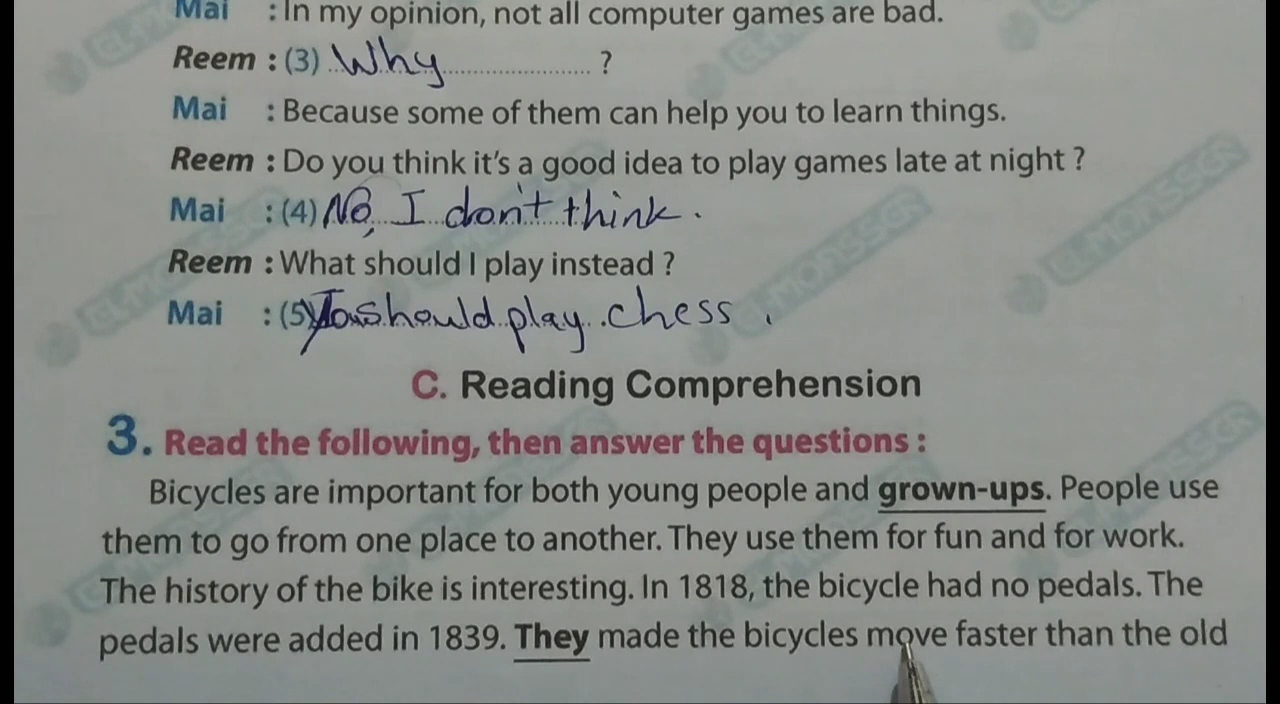 Mai : In my opinion, not all computer games are bad.
Reem : (3) Why ?
Mai : Because some of them can help you to learn things.
Reem : Do you think it's a good idea to play games late at night ?
Mai : (4) No, I don't think.
Reem : What should I play instead ?
Mai : (5) You should play chess.
C. Reading Comprehension
3. Read the following, then answer the questions :
Bicycles are important for both young people and grown-ups. People use
them to go from one place to another. They use them for fun and for work.
The history of the bike is interesting. In 1818, the bicycle had no pedals. The
pedals were added in 1839. They made the bicycles move faster than the old